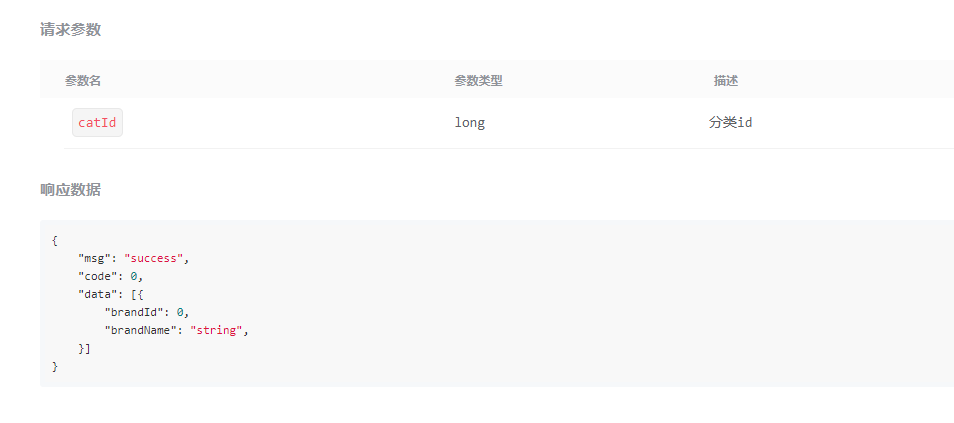 请求参数
参数名 参数类型 描述
catId long 分类id
响应数据
{
    "msg": "success",
    "code": 0,
    "data": [{
        "brandId": 0,
        "brandName": "string",
    }]
}